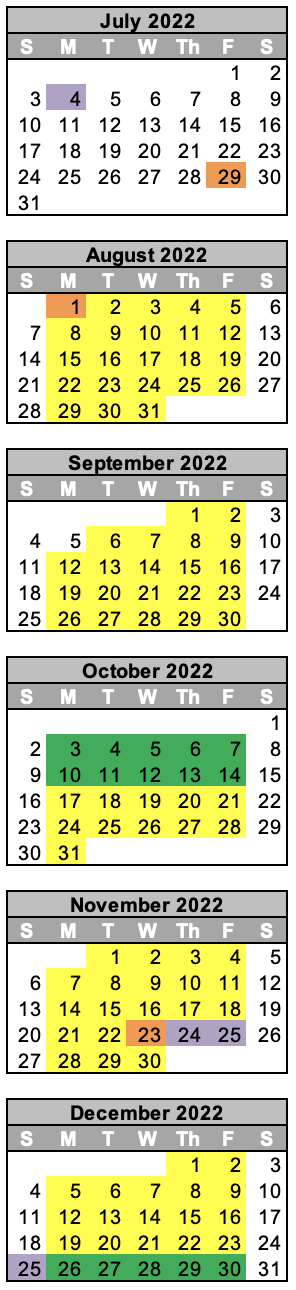 July 2022
S M T W Th F S
1 2
3 4 5 6 7 8 9
10 11 12 13 14 15 16
17 18 19 20 21 22 23
24 25 26 27 28 29 30
31
August 2022
S M T W Th F S
1 2 3 4 5 6
7 8 9 10 11 12 13
14 15 16 17 18 19 20
21 22 23 24 25 26 27
28 29 30 31
September 2022
S M T W Th F S
1 2 3
4 5 6 7 8 9 10
11 12 13 14 15 16 17
18 19 20 21 22 23 24
25 26 27 28 29 30
October 2022
S M T W Th F S
1
2 3 4 5 6 7 8
9 10 11 12 13 14 15
16 17 18 19 20 21 22
23 24 25 26 27 28 29
30 31
November 2022
S M T W Th F S
1 2 3 4 5
6 7 8 9 10 11 12
13 14 15 16 17 18 19
20 21 22 23 24 25 26
27 28 29 30
December 2022
S M T W Th F S
1 2 3
4 5 6 7 8 9 10
11 12 13 14 15 16 17
18 19 20 21 22 23 24
25 26 27 28 29 30 31